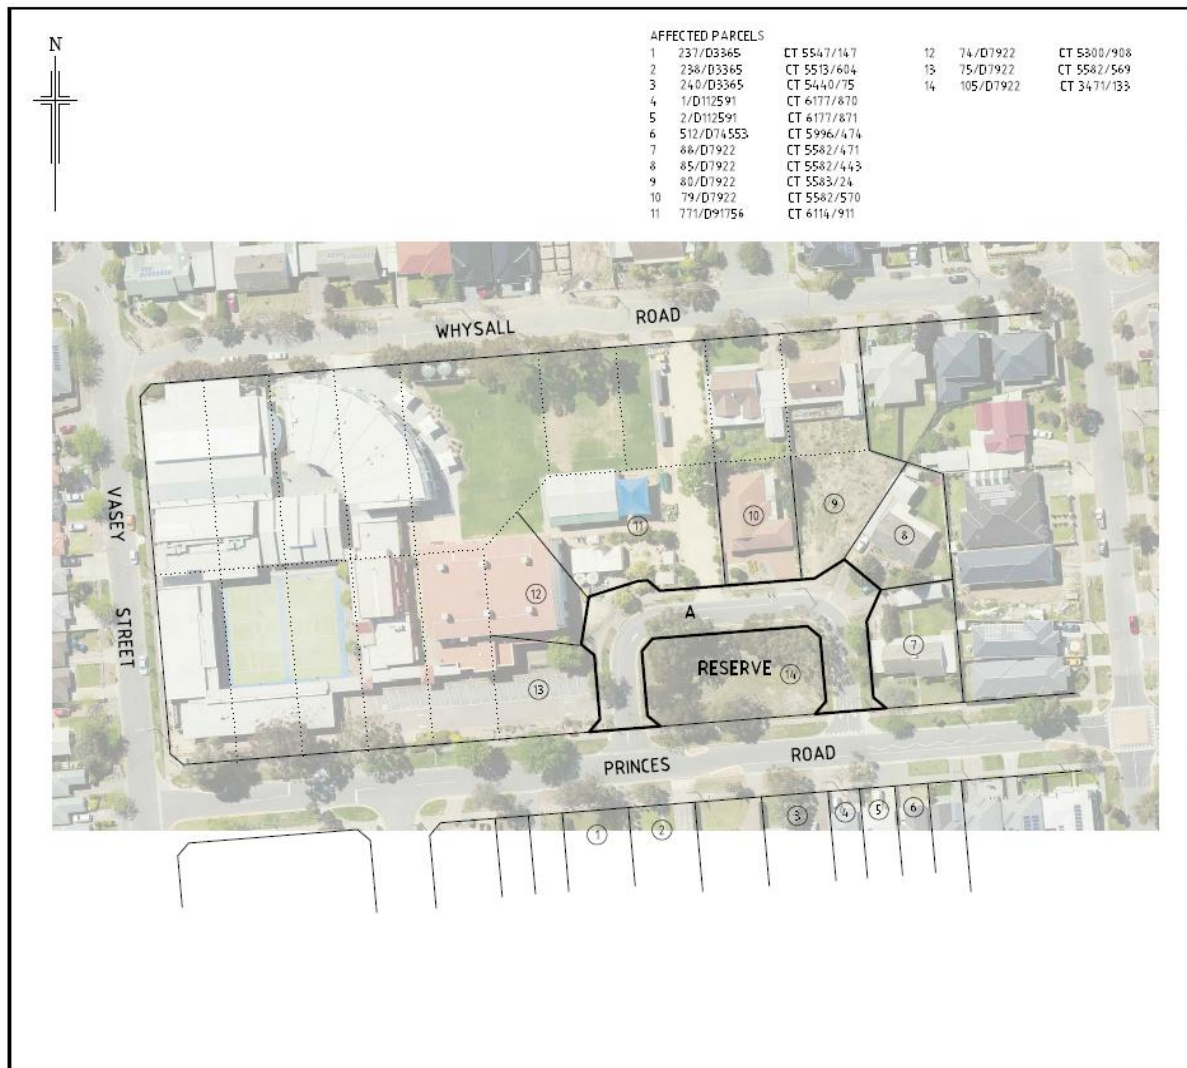 N
AFFECTED PARCELS
1 237/D3365 CT 5547/147
2 238/D3365 CT 5513/604
3 240/D3365 CT 5440/75
4 1/D112591 CT 6177/870
5 2/D112591 CT 6177/871
6 512/D74553 CT 5996/474
7 88/D7922 CT 5582/471
8 85/D7922 CT 5582/443
9 80/D7922 CT 5583/24
10 79/D7922 CT 5582/570
11 771/D91756 CT 6114/911
12 74/D7922 CT 5300/908
13 75/D7922 CT 5582/569
14 105/D7922 CT 3471/133
WHYSALL ROAD
VASEY STREET
11
10
9
8
12
A
7
RESERVE
14
13
PRINCES ROAD
1
2
3
4
5
6